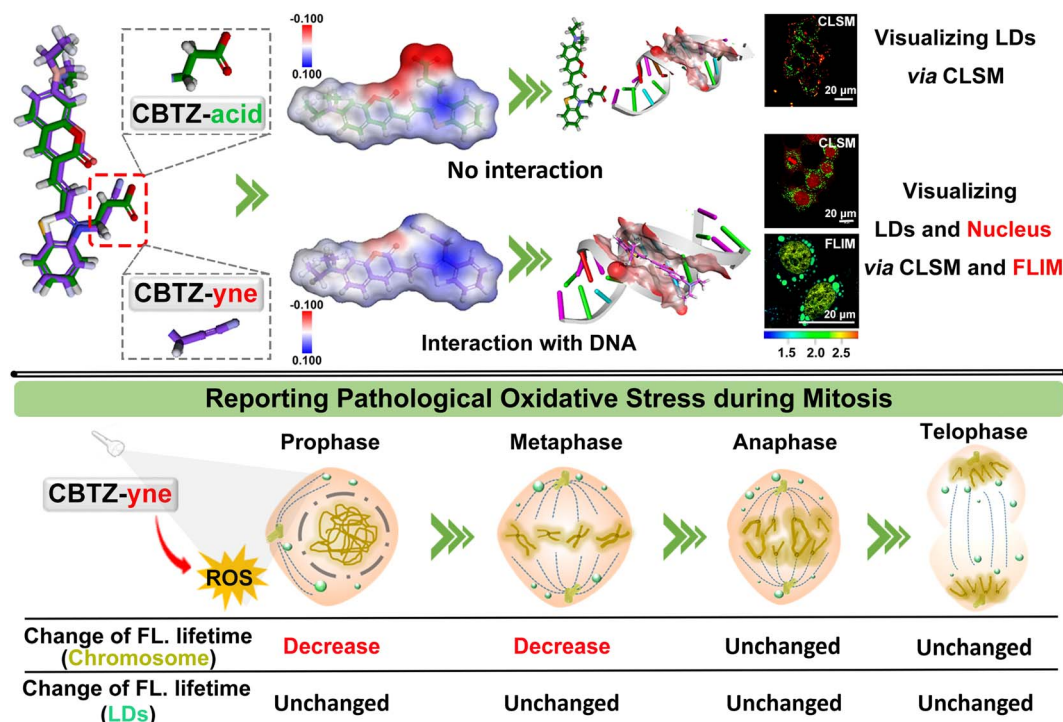 -0.100
0.100
CBTZ-acid
No interaction
CLSM
20 µm
Visualizing LDs
via CLSM
CBTZ-yne
-0.100
0.100
Interaction with DNA
CLSM
20 µm
FLIM
20 µm
1.5 2.0 2.5
Visualizing
LDs and Nucleus
via CLSM and FLIM
Reporting Pathological Oxidative Stress during Mitosis
Prophase Metaphase Anaphase Telophase
CBTZ-yne
ROS
Change of FL. lifetime
(Chromosome)
Decrease Decrease Unchanged Unchanged
Change of FL. lifetime
(LDs)
Unchanged Unchanged Unchanged Unchanged